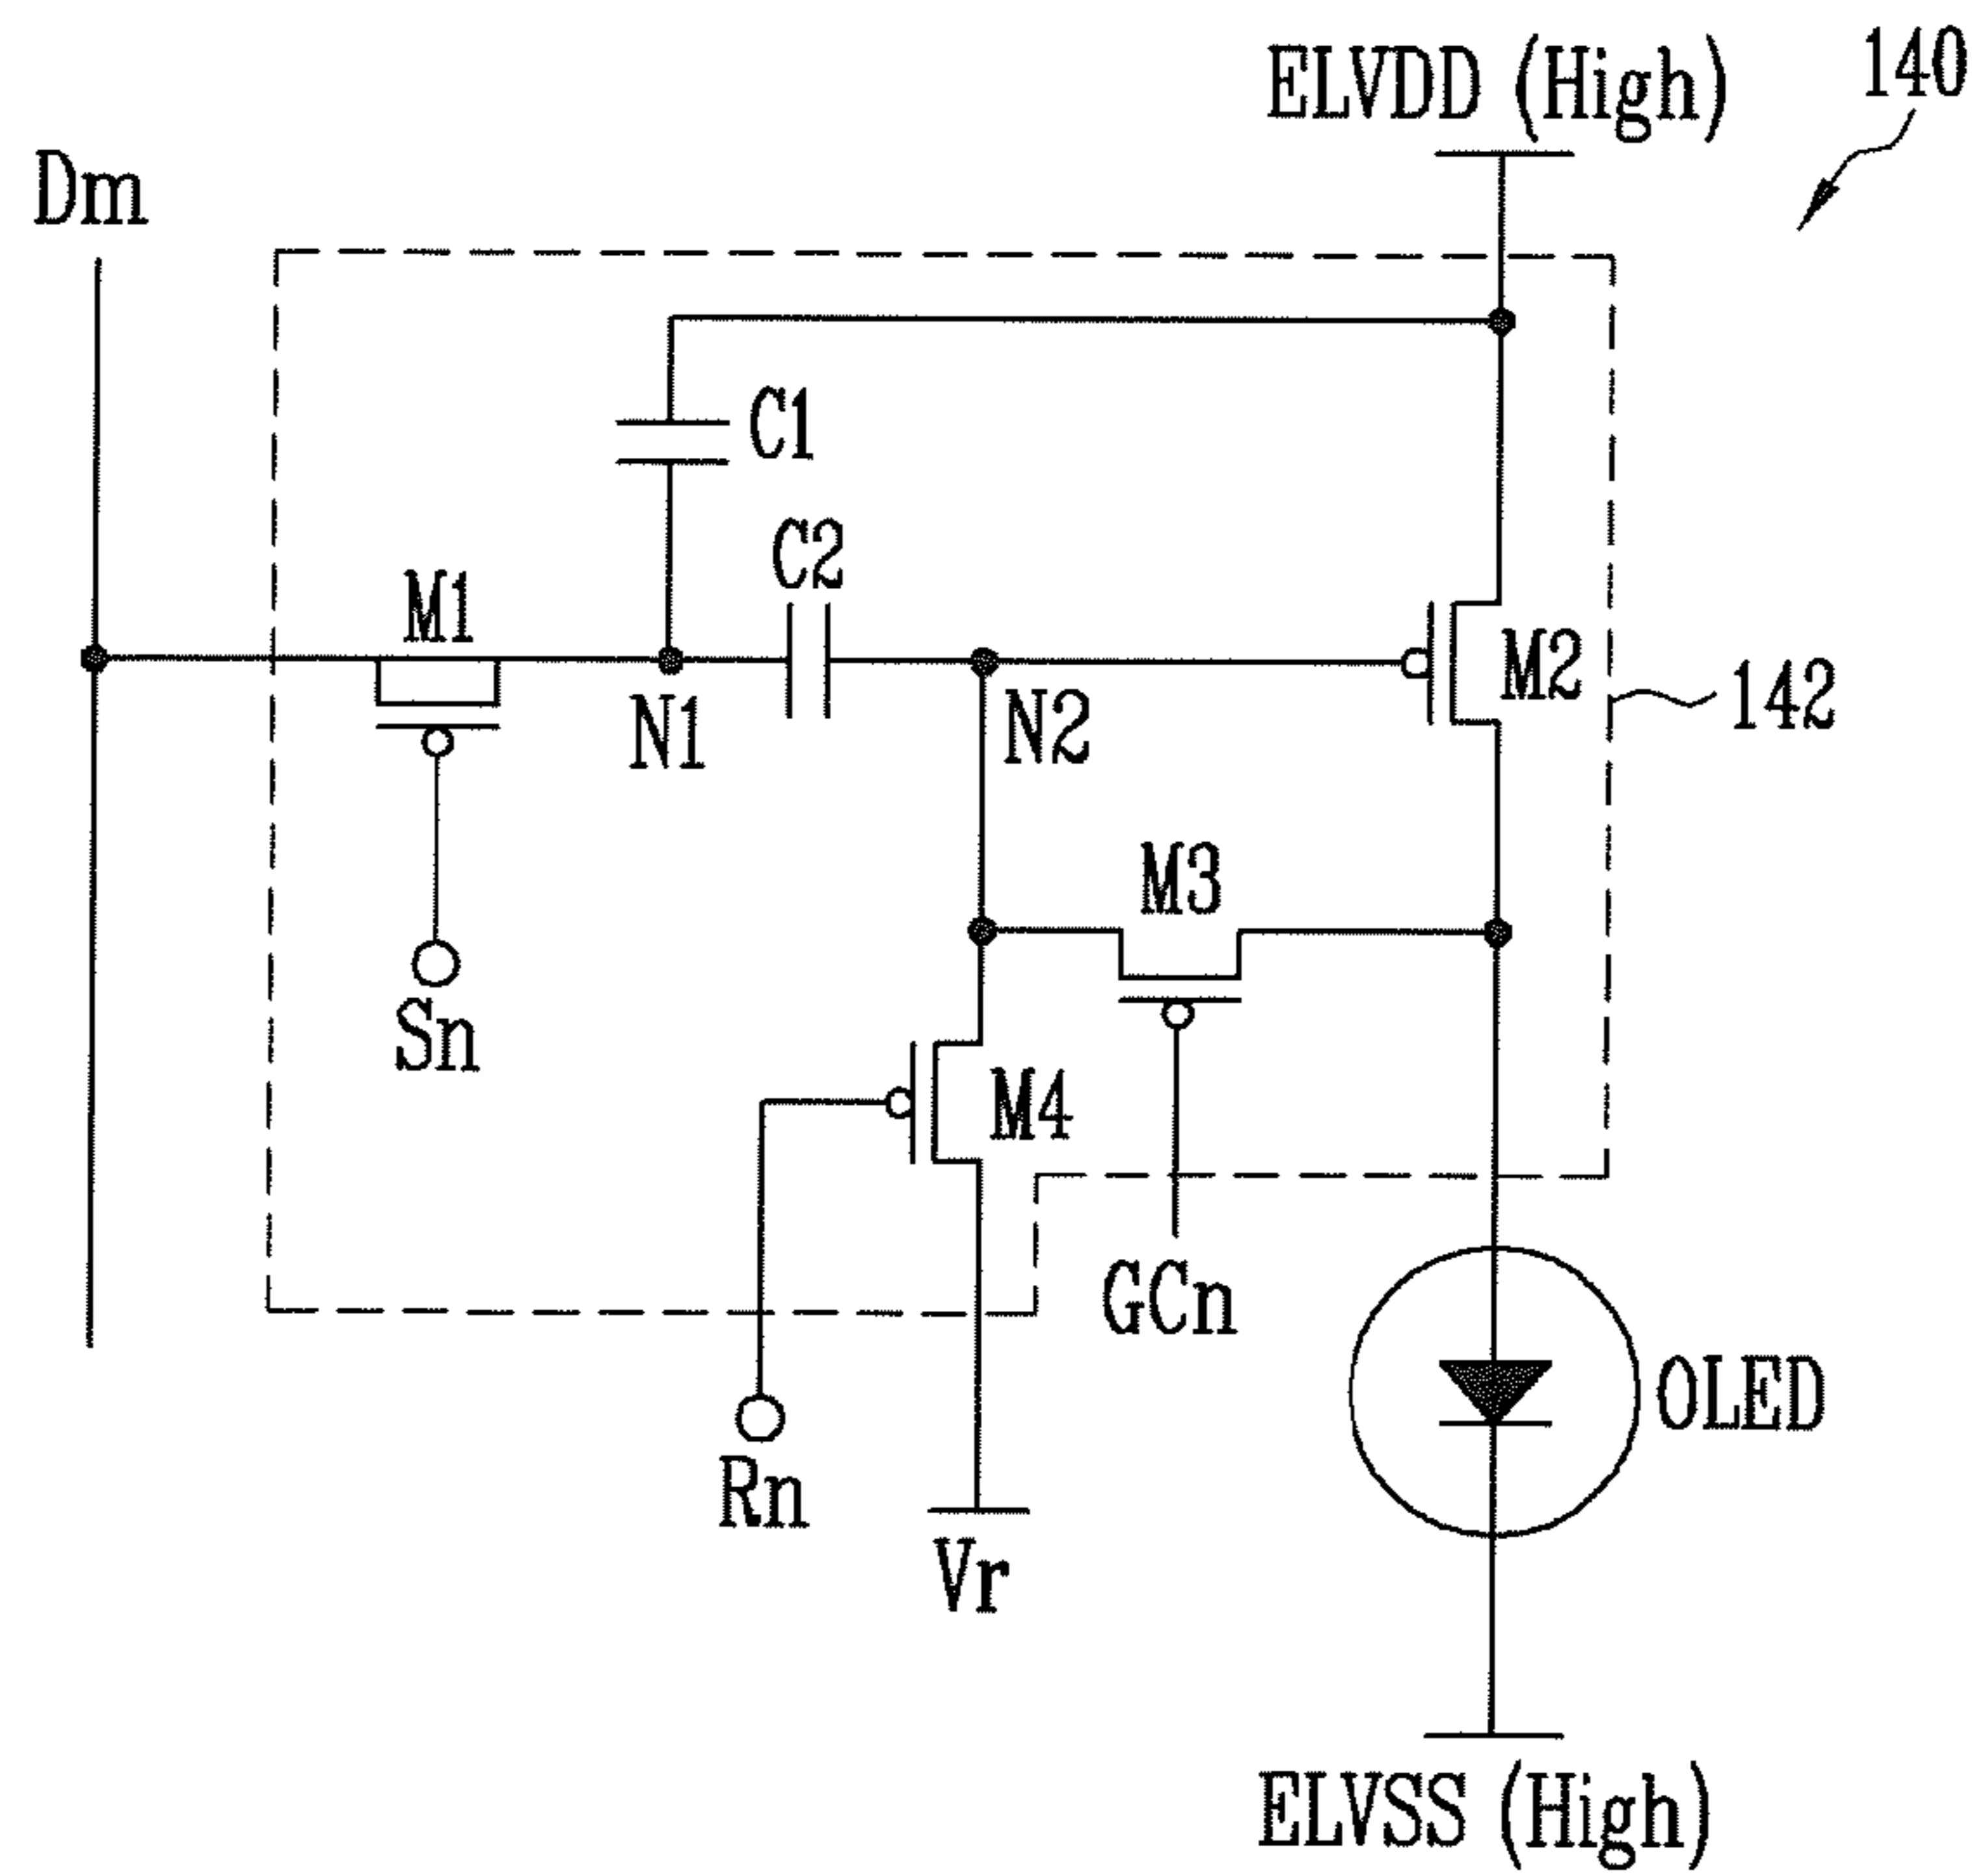 ELVDD (High)
140
Dm
C1
C2
M1
M2
N1
N2
142
M3
Sn
M4
GCn
OLED
Rn
Vr
ELVSS (High)